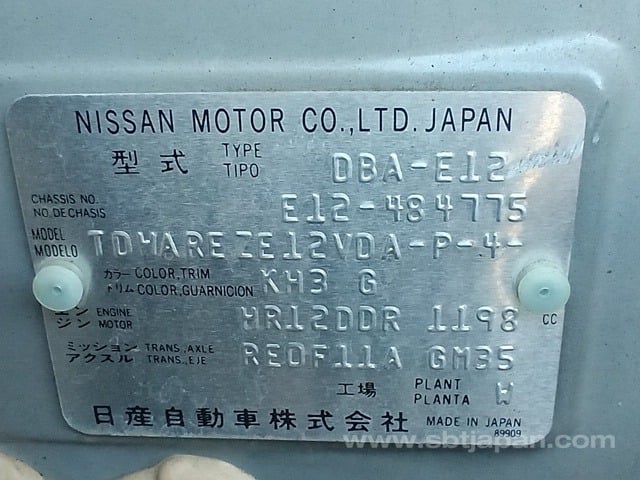 NISSAN MOTOR CO.,LTD. JAPAN
型式 TYPE TIPO DBA-E12
CHASSIS NO. NO.DE CHASIS E12-484775
MODEL MODELO TDWAREZE12VDA-P-4-
カラー COLOR,TRIM トリム COLOR,GUARNICION KH3 G
エンジン ENGINE MOTOR HR12DDR 1198 CC
ミッション TRANS.,AXLE アクスル TRANS.,EJE RE0F11A GM35
工場 PLANT PLANTA W
日産自動車株式会社 MADE IN JAPAN
89909
www.sbtjapan.com